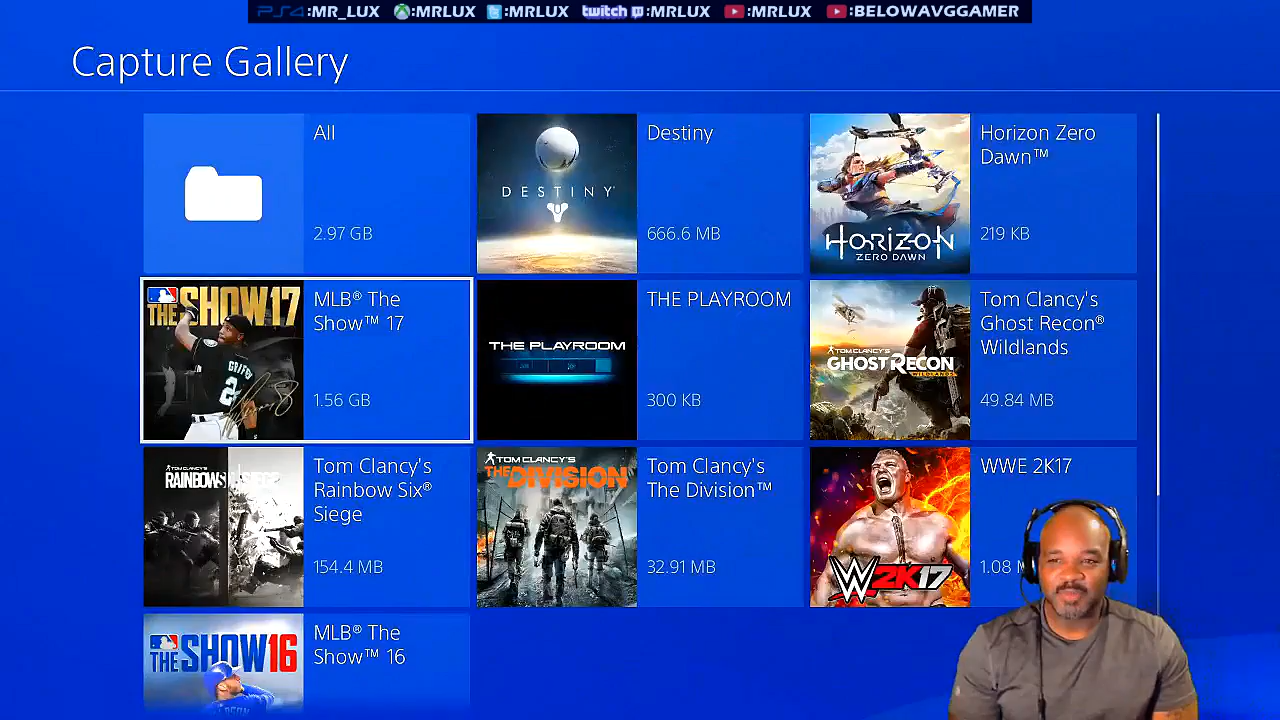 PS4:MR_LUX :MRLUX :MRLUX twitch :MRLUX :MRLUX :BELOWAVGGAMER
Capture Gallery
All
2.97 GB
DESTINY
Destiny
666.6 MB
HORIZON
ZERO DAWN
Horizon Zero
Dawn™
219 KB
THE SHOW17
GRIFFEY
2
MLB® The
Show™ 17
1.56 GB
THE PLAYROOM
THE PLAYROOM
300 KB
TOM CLANCY'S
GHOST RECON
WILDLANDS
Tom Clancy's
Ghost Recon®
Wildlands
49.84 MB
TOM CLANCY'S
RAINBOW SIX SIEGE
Tom Clancy's
Rainbow Six®
Siege
154.4 MB
TOM CLANCY'S
THE DIVISION
Tom Clancy's
The Division™
32.91 MB
W2K17
WWE 2K17
1.08
THE SHOW16
MLB® The
Show™ 16